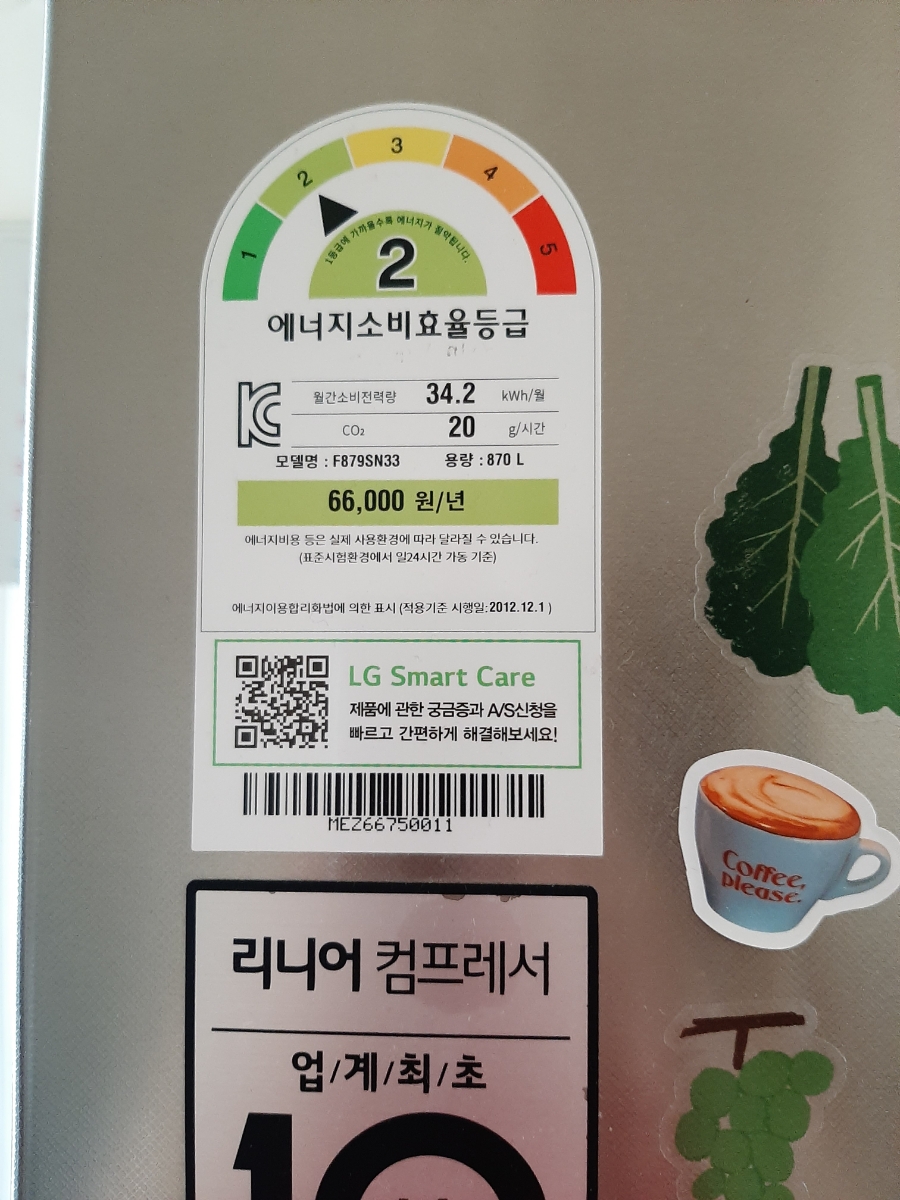 1 2 3 4 5
1등급에 가까울수록 에너지가 절약됩니다.
2
에너지소비효율등급
월간소비전력량 34.2 kWh/월
CO₂ 20 g/시간
모델명 : F879SN33 용량 : 870 L
66,000 원/년
에너지비용 등은 실제 사용환경에 따라 달라질 수 있습니다.
(표준시험환경에서 일24시간 가동 기준)
에너지이용합리화법에 의한 표시 (적용기준 시행일:2012.12.1 )
LG Smart Care
제품에 관한 궁금증과 A/S신청을
빠르고 간편하게 해결해보세요!
MEZ66750011
Coffee,
please.
리니어 컴프레서
업/계/최/초
10